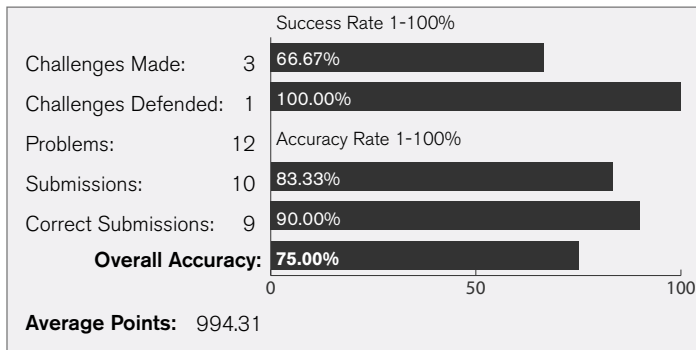 Success Rate 1-100%
Challenges Made: 3 66.67%
Challenges Defended: 1 100.00%
Problems: 12 Accuracy Rate 1-100%
Submissions: 10 83.33%
Correct Submissions: 9 90.00%
Overall Accuracy: 75.00%
0 50 100
Average Points: 994.31